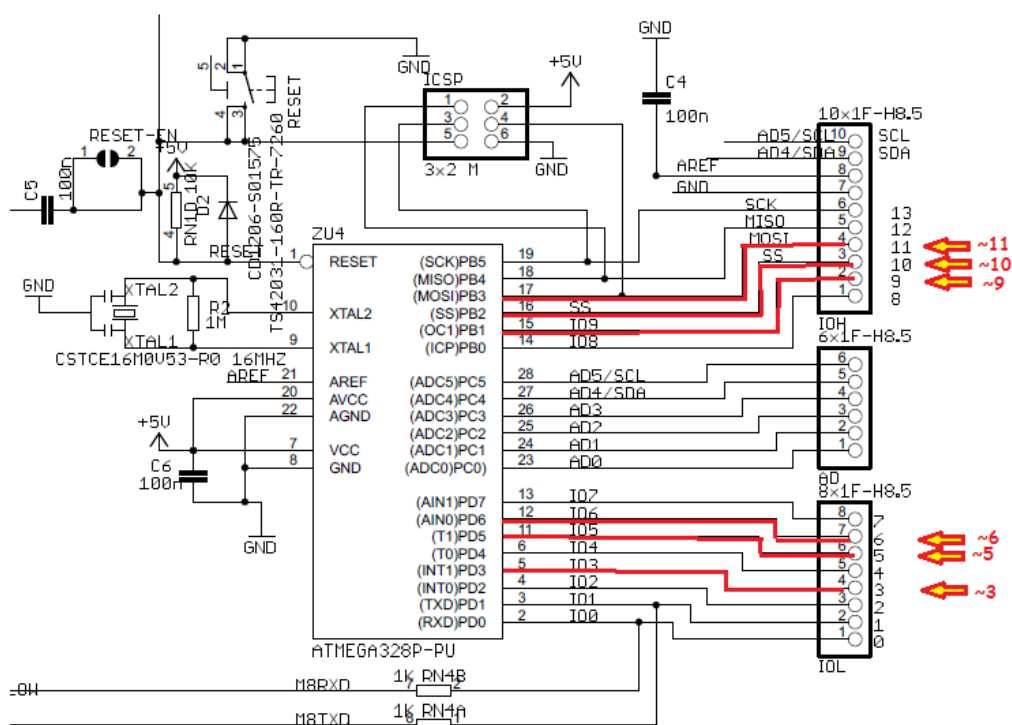 GND
+5V
GND
ICSP
1
2
3
4
5
6
3x2 M
GND
C4
100n
10x1F-H8.5
AD5/SCL 10 SCL
AD4/SDA 9 SDA
AREF 8
GND 7
SCK 6 13
MISO 5 12
MOSI 4 11 ~11
SS 3 10 ~10
2 9 ~9
1 8
IOH
5
2
1
4
3
RESET
TS42031-160R-TR-7260
RESET-EN
1
2
+5V
C5
100n
5
4
RN1D 10K
D2
CD1206-S01575
RESET
GND
XTAL2
XTAL1
R2
1M
CSTCE16M0V53-R0 16MHZ
ZU4
1 RESET
10 XTAL2
9 XTAL1
AREF 21 AREF
20 AVCC
22 AGND
+5V
7 VCC
8 GND
C6
100n
GND
(SCK)PB5 19
(MISO)PB4 18
(MOSI)PB3 17
(SS)PB2 16 SS
(OC1)PB1 15 IO9
(ICP)PB0 14 IO8
(ADC5)PC5 28 AD5/SCL
(ADC4)PC4 27 AD4/SDA
(ADC3)PC3 26 AD3
(ADC2)PC2 25 AD2
(ADC1)PC1 24 AD1
(ADC0)PC0) 23 AD0
(AIN1)PD7 13 IO7
(AIN0)PD6 12 IO6
(T1)PD5 11 IO5
(T0)PD4 6 IO4
(INT1)PD3 5 IO3
(INT0)PD2 4 IO2
(TXD)PD1 3 IO1
(RXD)PD0 2 IO0
ATMEGA328P-PU
6x1F-H8.5
6
5
4
3
2
1
AD
8x1F-H8.5
8 7
7 6 ~6
6 5 ~5
5 4
4 3 ~3
3 2
2 1
1 0
IOL
M8RXD 7 1K RN4B 2
M8TXD 8 1K RN4A 1